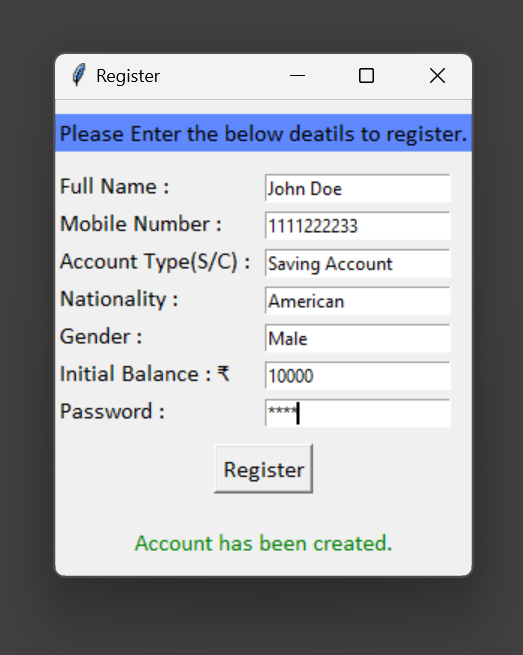 Register
Please Enter the below deatils to register.
Full Name : John Doe
Mobile Number : 1111222233
Account Type(S/C) : Saving Account
Nationality : American
Gender : Male
Initial Balance : ₹ 10000
Password : ****
Register
Account has been created.